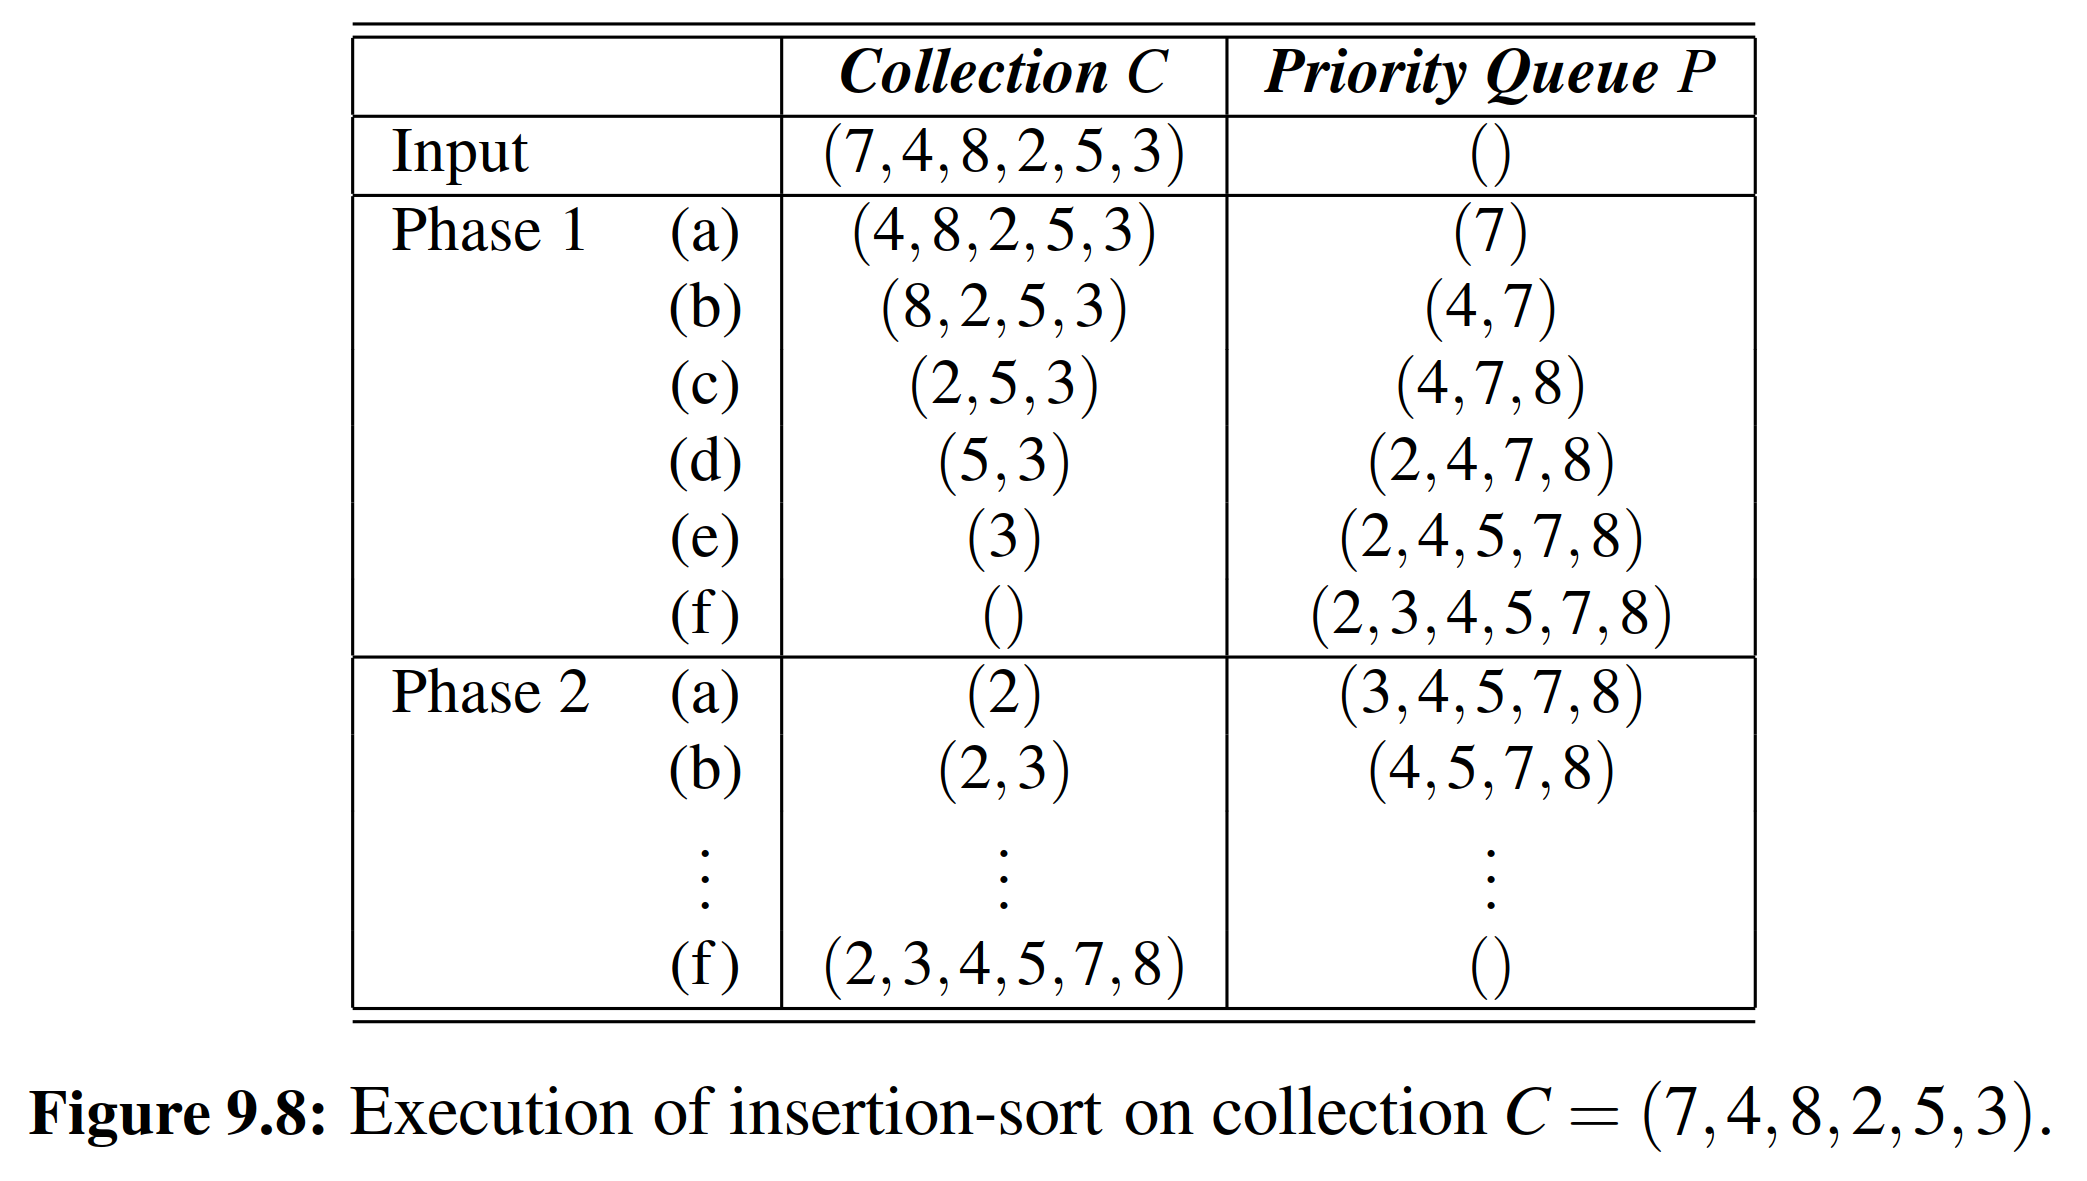 Collection C Priority Queue P
Input (7,4,8,2,5,3) ()
Phase 1 (a) (4,8,2,5,3) (7)
(b) (8,2,5,3) (4,7)
(c) (2,5,3) (4,7,8)
(d) (5,3) (2,4,7,8)
(e) (3) (2,4,5,7,8)
(f) () (2,3,4,5,7,8)
Phase 2 (a) (2) (3,4,5,7,8)
(b) (2,3) (4,5,7,8)
⋮ ⋮ ⋮
(f) (2,3,4,5,7,8) ()
Figure 9.8: Execution of insertion-sort on collection C = (7,4,8,2,5,3).